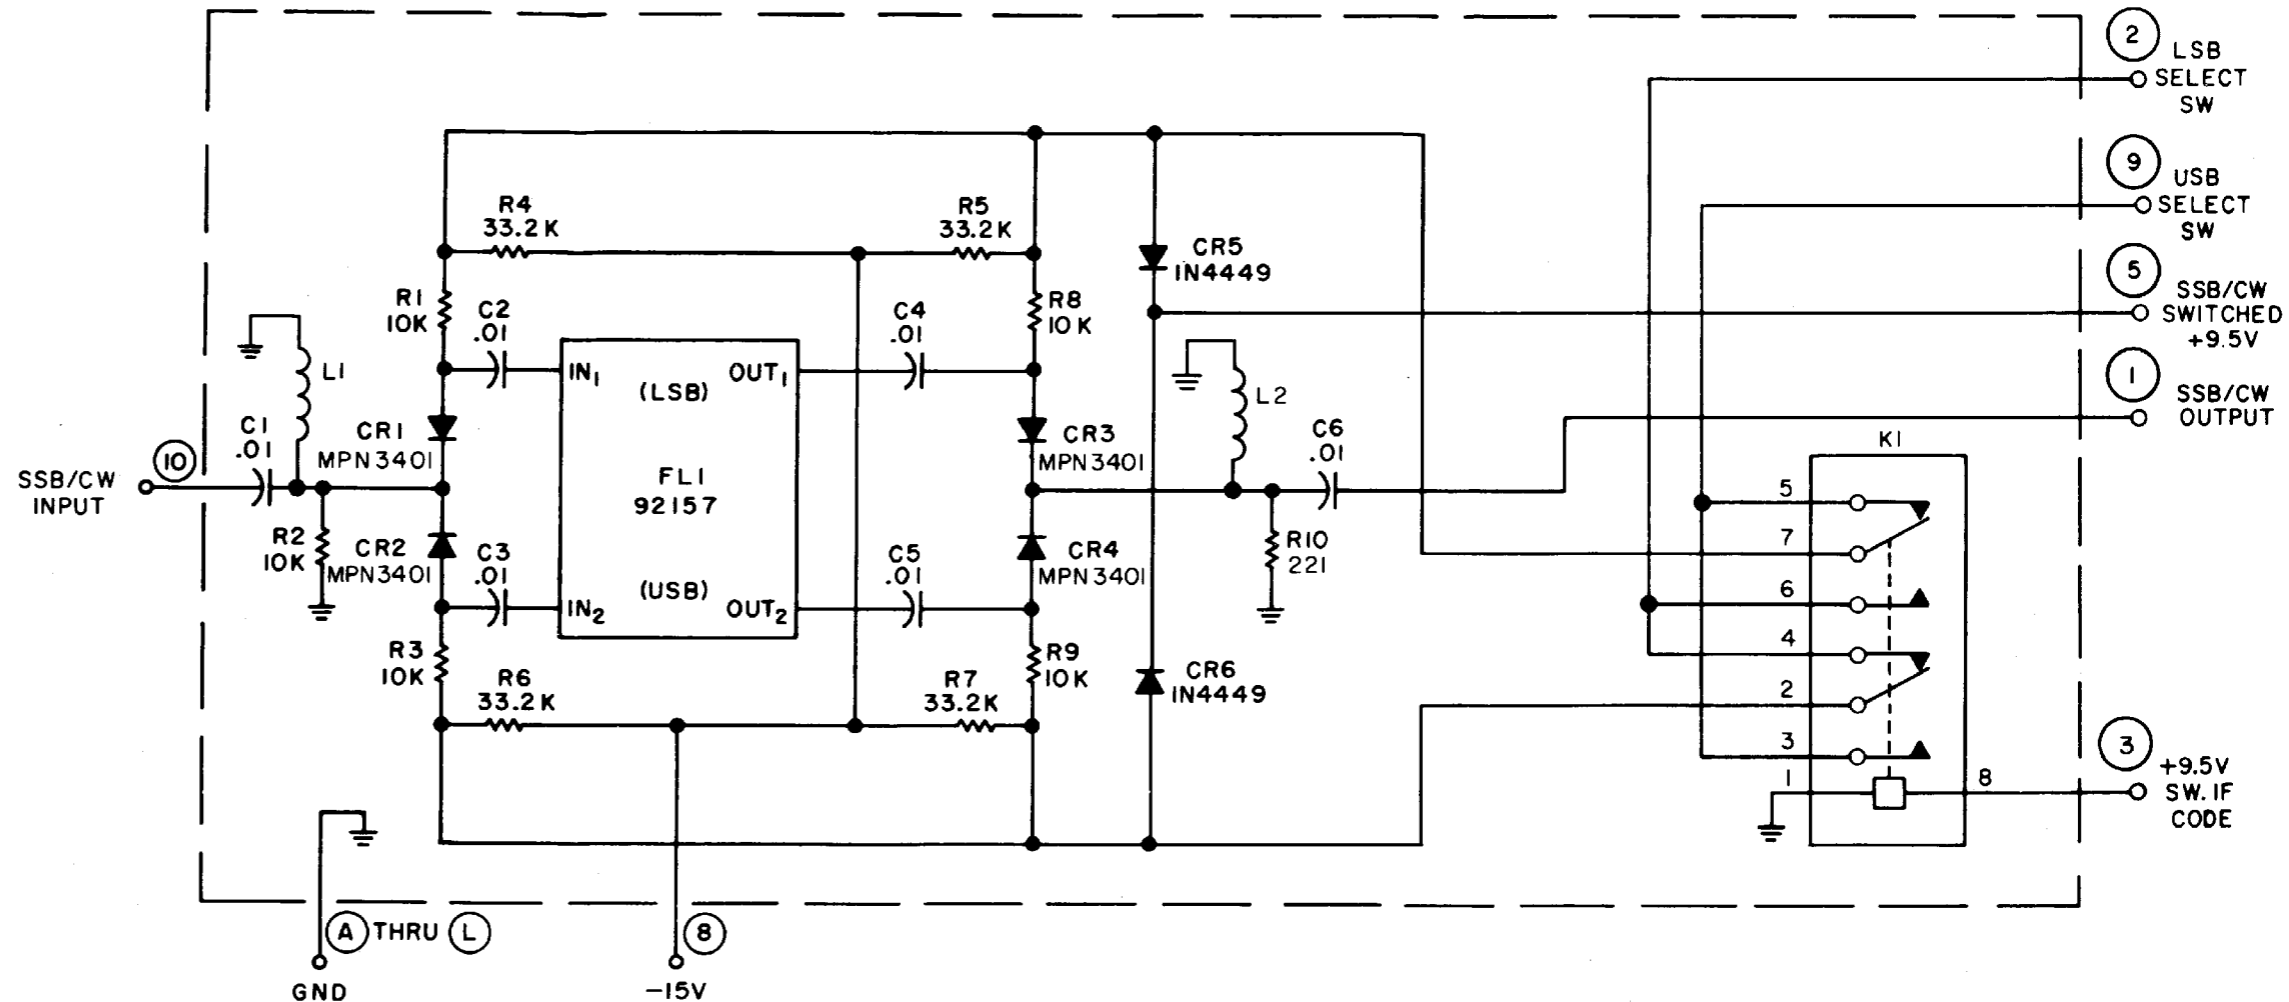 2
LSB
SELECT
SW
9
USB
SELECT
SW
5
SSB/CW
SWITCHED
+9.5V
1
SSB/CW
OUTPUT
R4
33.2K
R5
33.2K
CR5
IN4449
R1
10K
C2
.01
C4
.01
R8
10K
L1
IN1
(LSB)
OUT1
L2
C1
.01
CR1
MPN3401
CR3
MPN3401
C6
.01
K1
10
SSB/CW
INPUT
FL1
92157
R2
10K
CR2
MPN3401
C3
.01
C5
.01
CR4
MPN3401
R10
221
IN2
(USB)
OUT2
R3
10K
R6
33.2K
R7
33.2K
R9
10K
CR6
IN4449
5
7
6
4
2
3
1
8
3
+9.5V
SW. IF
CODE
A THRU L
GND
8
-15V